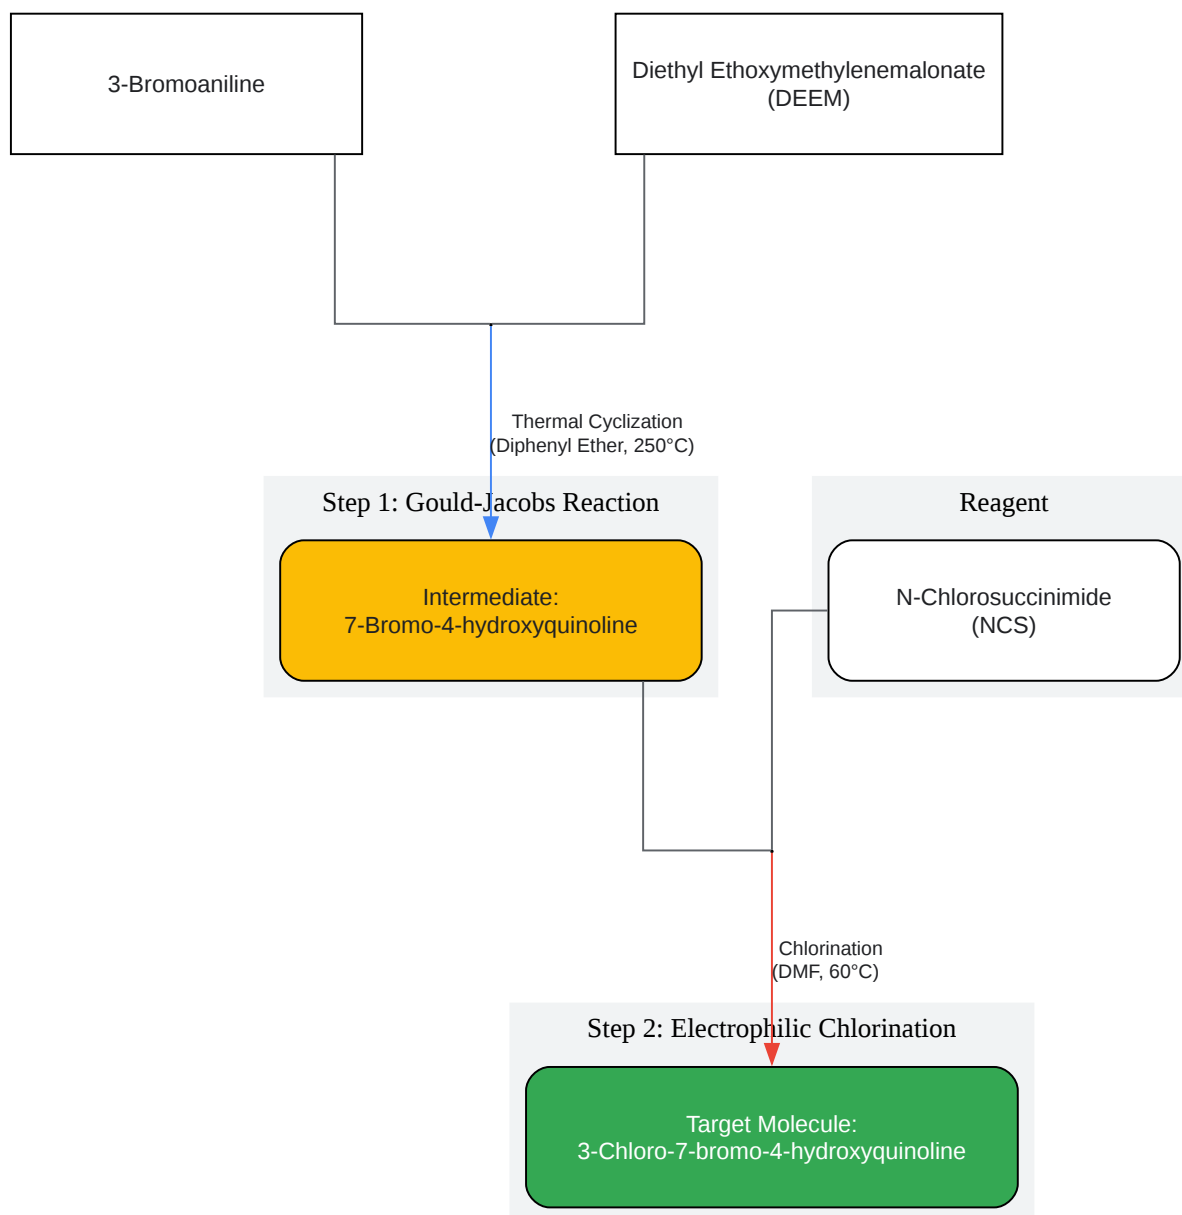 3-Bromoaniline
Diethyl Ethoxymethylenemalonate
(DEEM)
Thermal Cyclization
(Diphenyl Ether, 250°C)
Step 1: Gould-Jacobs Reaction
Reagent
Intermediate:
7-Bromo-4-hydroxyquinoline
N-Chlorosuccinimide
(NCS)
Chlorination
(DMF, 60°C)
Step 2: Electrophilic Chlorination
Target Molecule:
3-Chloro-7-bromo-4-hydroxyquinoline